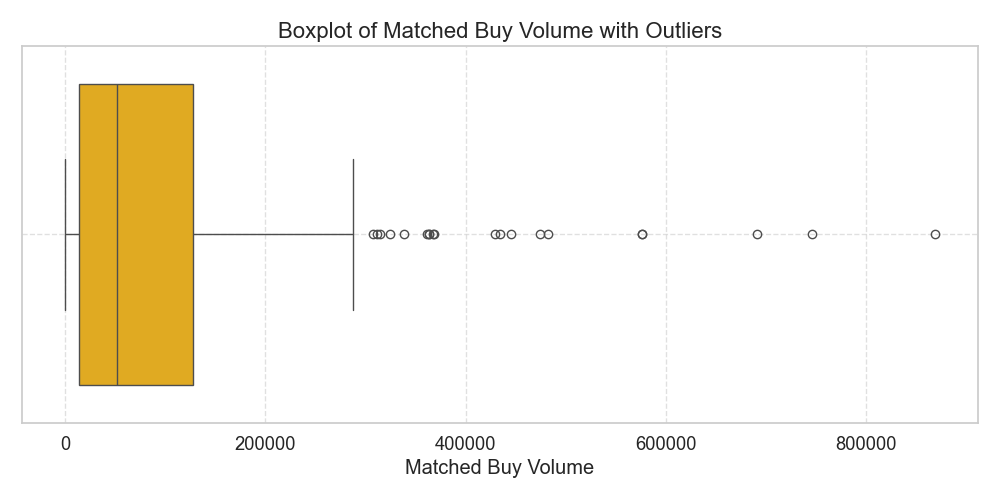 Boxplot of Matched Buy Volume with Outliers
0 200000 400000 600000 800000
Matched Buy Volume